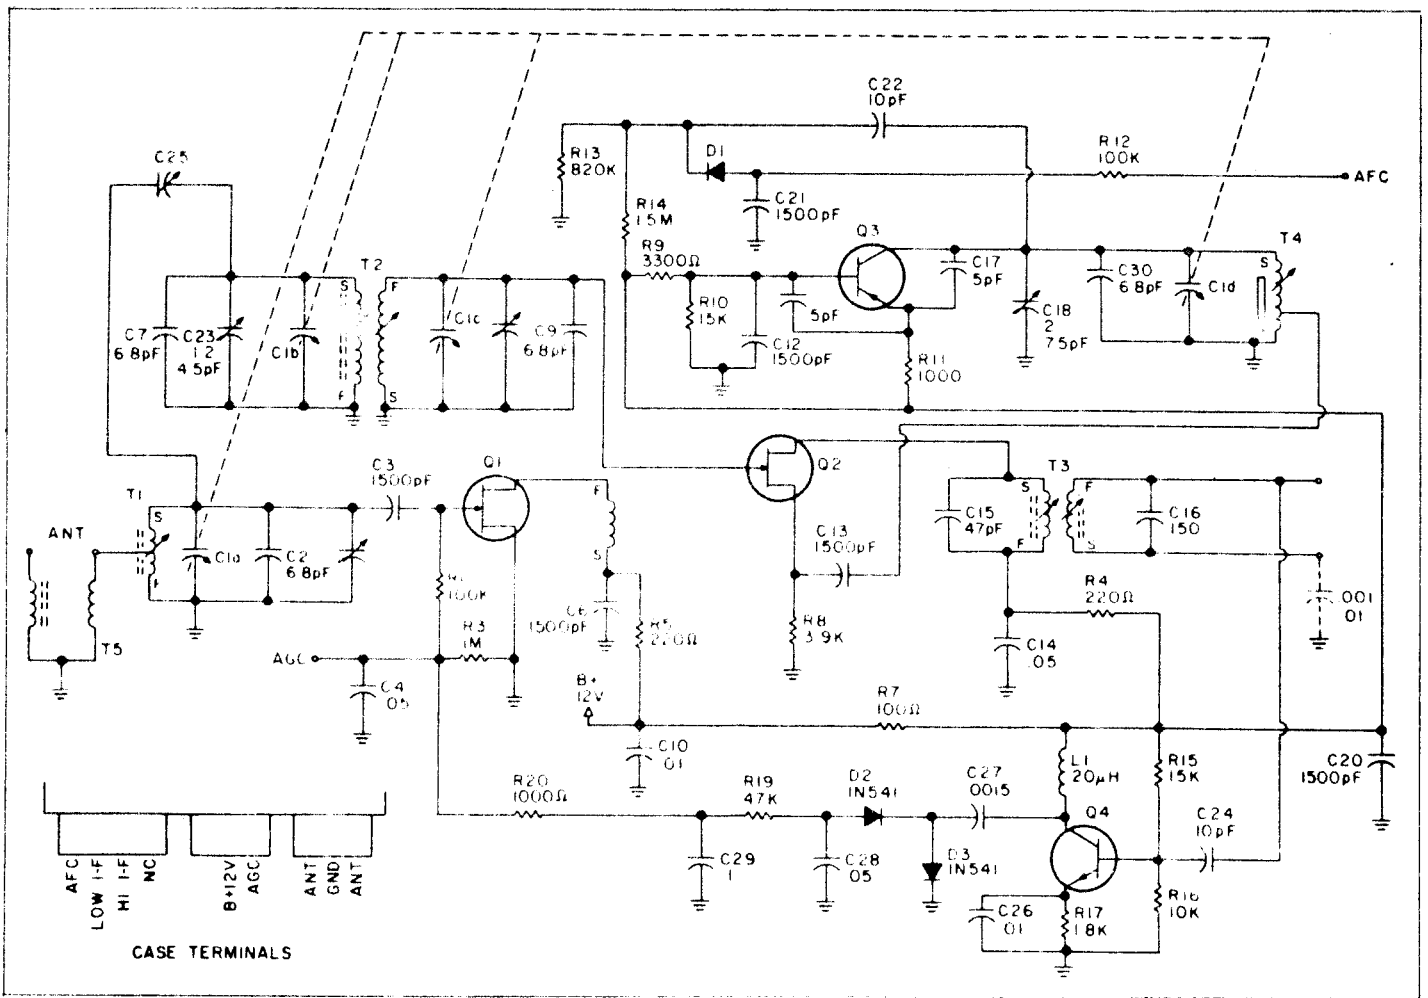 C22
10pF
C25
R13
820K
D1
R12
100K
AFC
C21
1500pF
R14
1.5M
Q3
R9
3300Ω
T4
S
T2
S
F
C17
5pF
C30
6.8pF
C1d
R10
15K
5pF
C18
2
7.5pF
C7
6.8pF
C23
1.2
4.5pF
C1b
C1c
C9
6.8pF
C12
1500pF
R11
1000
F
S
C3
1500pF
Q1
Q2
T3
S
F
T1
S
F
ANT
C1a
C2
6.8pF
F
S
C15
47pF
C16
150
F
S
C13
1500pF
100K
C6
1500pF
R5
220Ω
R4
220Ω
.001
.01
R3
1M
R8
3.9K
T5
AGC
C14
.05
C4
.05
B+
12V
R7
100Ω
C10
.01
L1
20µH
R15
15K
C20
1500pF
R20
1000Ω
R19
47K
D2
IN541
C27
.0015
Q4
C24
10pF
C29
.1
C28
.05
D3
IN541
C26
.01
R17
1.8K
R16
10K
AFC
LOW I-F
HI I-F
NC
B+12V
AGC
ANT
GND
ANT
CASE TERMINALS